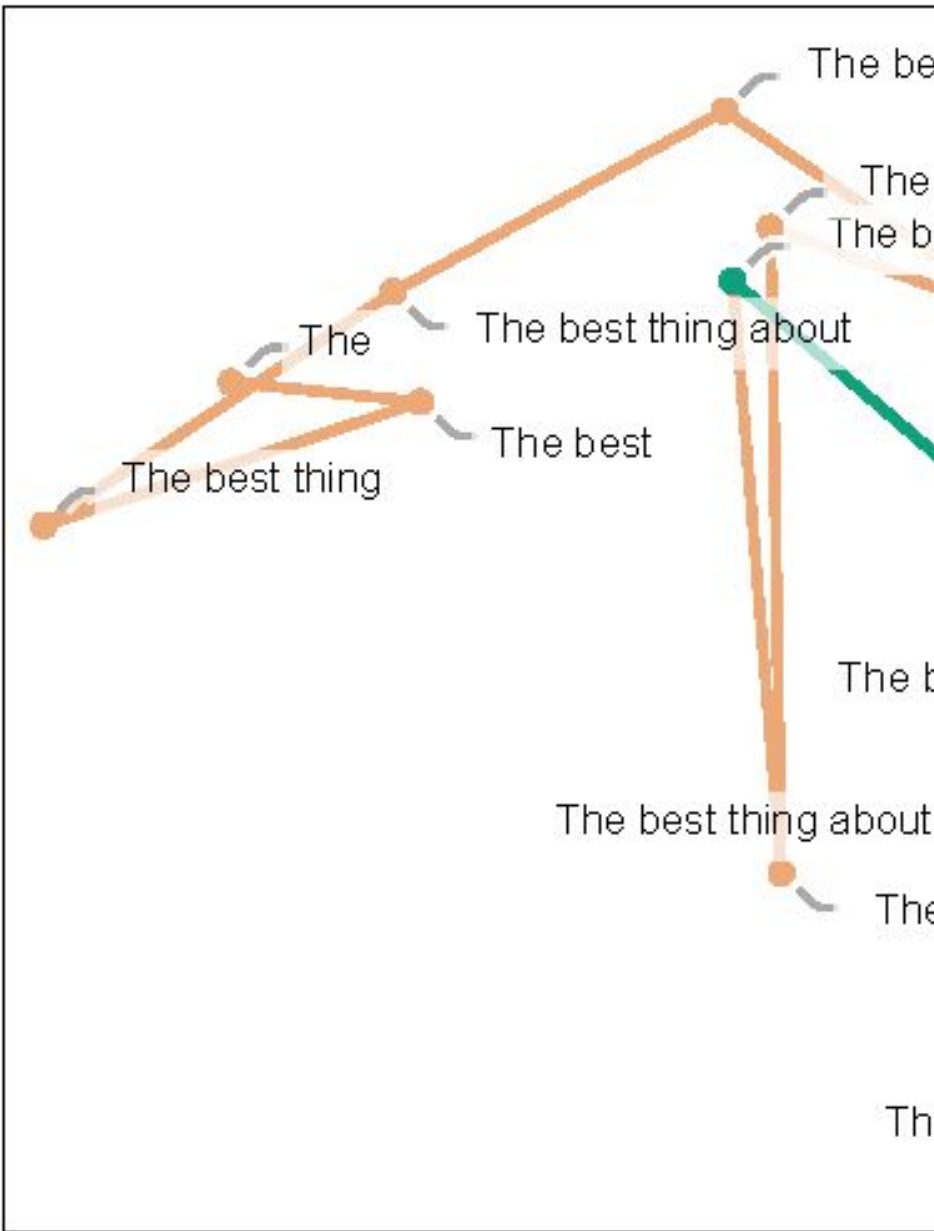 The be
The
The b
The best thing about
The
The best
The best thing
The b
The best thing about
The
Th